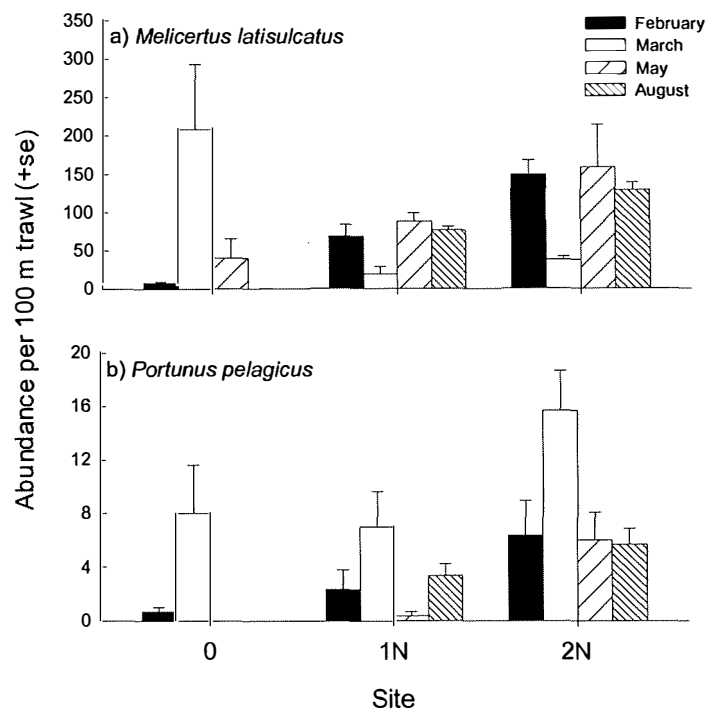 a) Melicertus latisulcatus
February
March
May
August
350
300
250
200
150
100
50
0
Abundance per 100 m trawl (+se)
b) Portunus pelagicus
20
16
12
8
4
0
0
1N
2N
Site